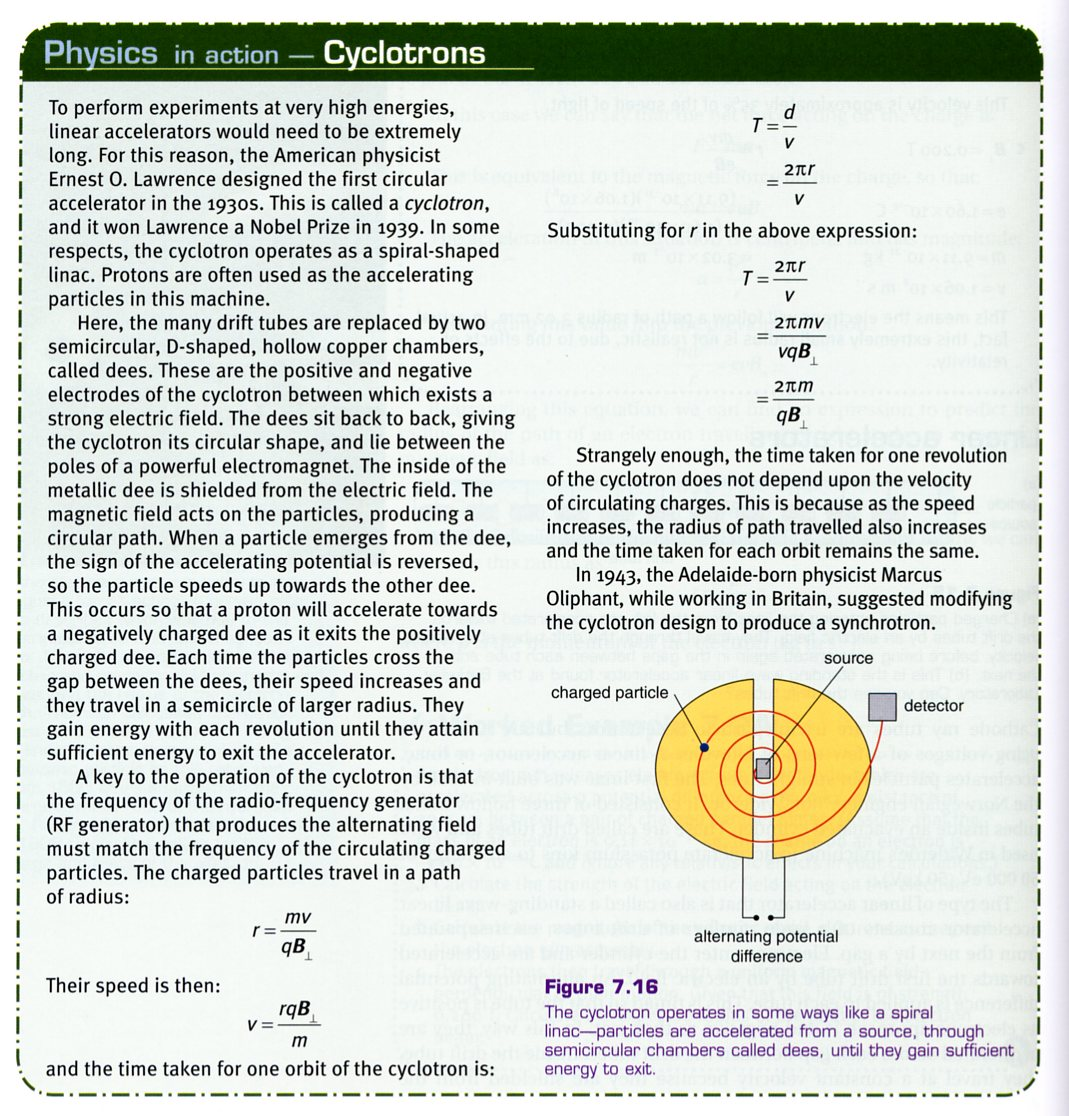 Physics in action — Cyclotrons
To perform experiments at very high energies,
linear accelerators would need to be extremely
long. For this reason, the American physicist
Ernest O. Lawrence designed the first circular
accelerator in the 1930s. This is called a cyclotron,
and it won Lawrence a Nobel Prize in 1939. In some
respects, the cyclotron operates as a spiral-shaped
linac. Protons are often used as the accelerating
particles in this machine.
Here, the many drift tubes are replaced by two
semicircular, D-shaped, hollow copper chambers,
called dees. These are the positive and negative
electrodes of the cyclotron between which exists a
strong electric field. The dees sit back to back, giving
the cyclotron its circular shape, and lie between the
poles of a powerful electromagnet. The inside of the
metallic dee is shielded from the electric field. The
magnetic field acts on the particles, producing a
circular path. When a particle emerges from the dee,
the sign of the accelerating potential is reversed,
so the particle speeds up towards the other dee.
This occurs so that a proton will accelerate towards
a negatively charged dee as it exits the positively
charged dee. Each time the particles cross the
gap between the dees, their speed increases and
they travel in a semicircle of larger radius. They
gain energy with each revolution until they attain
sufficient energy to exit the accelerator.
A key to the operation of the cyclotron is that
the frequency of the radio-frequency generator
(RF generator) that produces the alternating field
must match the frequency of the circulating charged
particles. The charged particles travel in a path
of radius:
r = mv / qB⊥
Their speed is then:
v = rqB⊥ / m
and the time taken for one orbit of the cyclotron is:
T = d / v
= 2πr / v
Substituting for r in the above expression:
T = 2πr / v
= 2πmv / vqB⊥
= 2πm / qB⊥
Strangely enough, the time taken for one revolution
of the cyclotron does not depend upon the velocity
of circulating charges. This is because as the speed
increases, the radius of path travelled also increases
and the time taken for each orbit remains the same.
In 1943, the Adelaide-born physicist Marcus
Oliphant, while working in Britain, suggested modifying
the cyclotron design to produce a synchrotron.
source
charged particle
detector
alternating potential
difference
Figure 7.16
The cyclotron operates in some ways like a spiral
linac—particles are accelerated from a source, through
semicircular chambers called dees, until they gain sufficient
energy to exit.